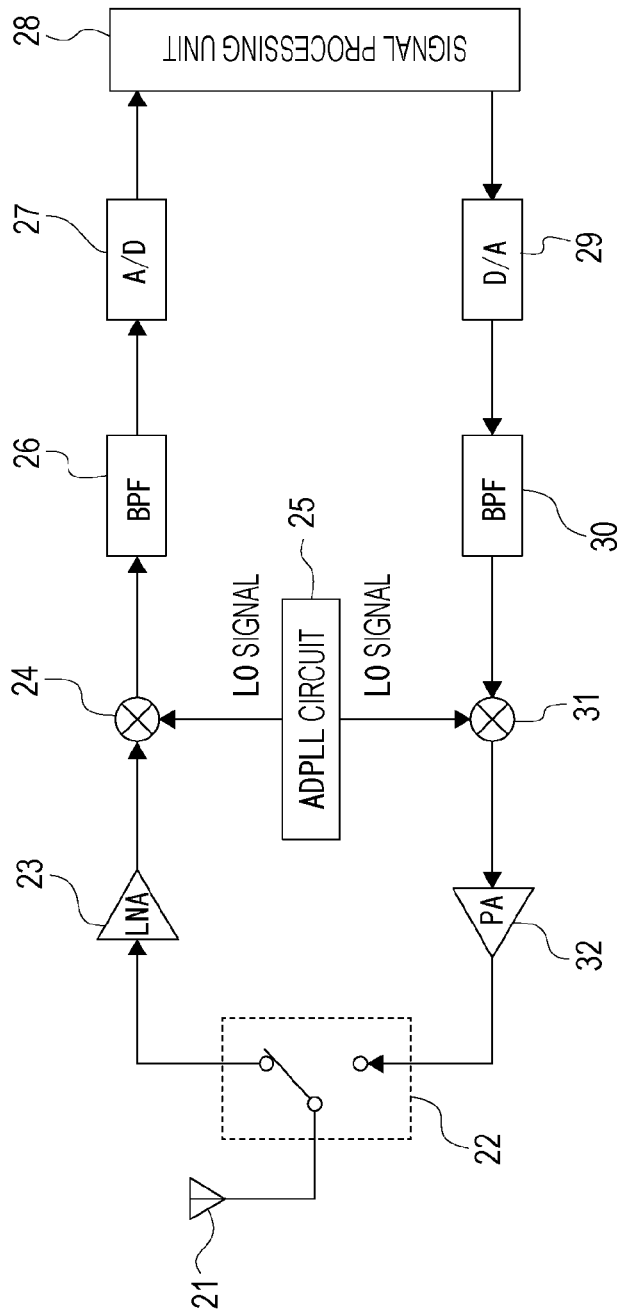 21
22
23
LNA
24
LO SIGNAL
25
ADPLL CIRCUIT
LO SIGNAL
26
BPF
27
A/D
28
SIGNAL PROCESSING UNIT
D/A
29
BPF
30
31
PA
32